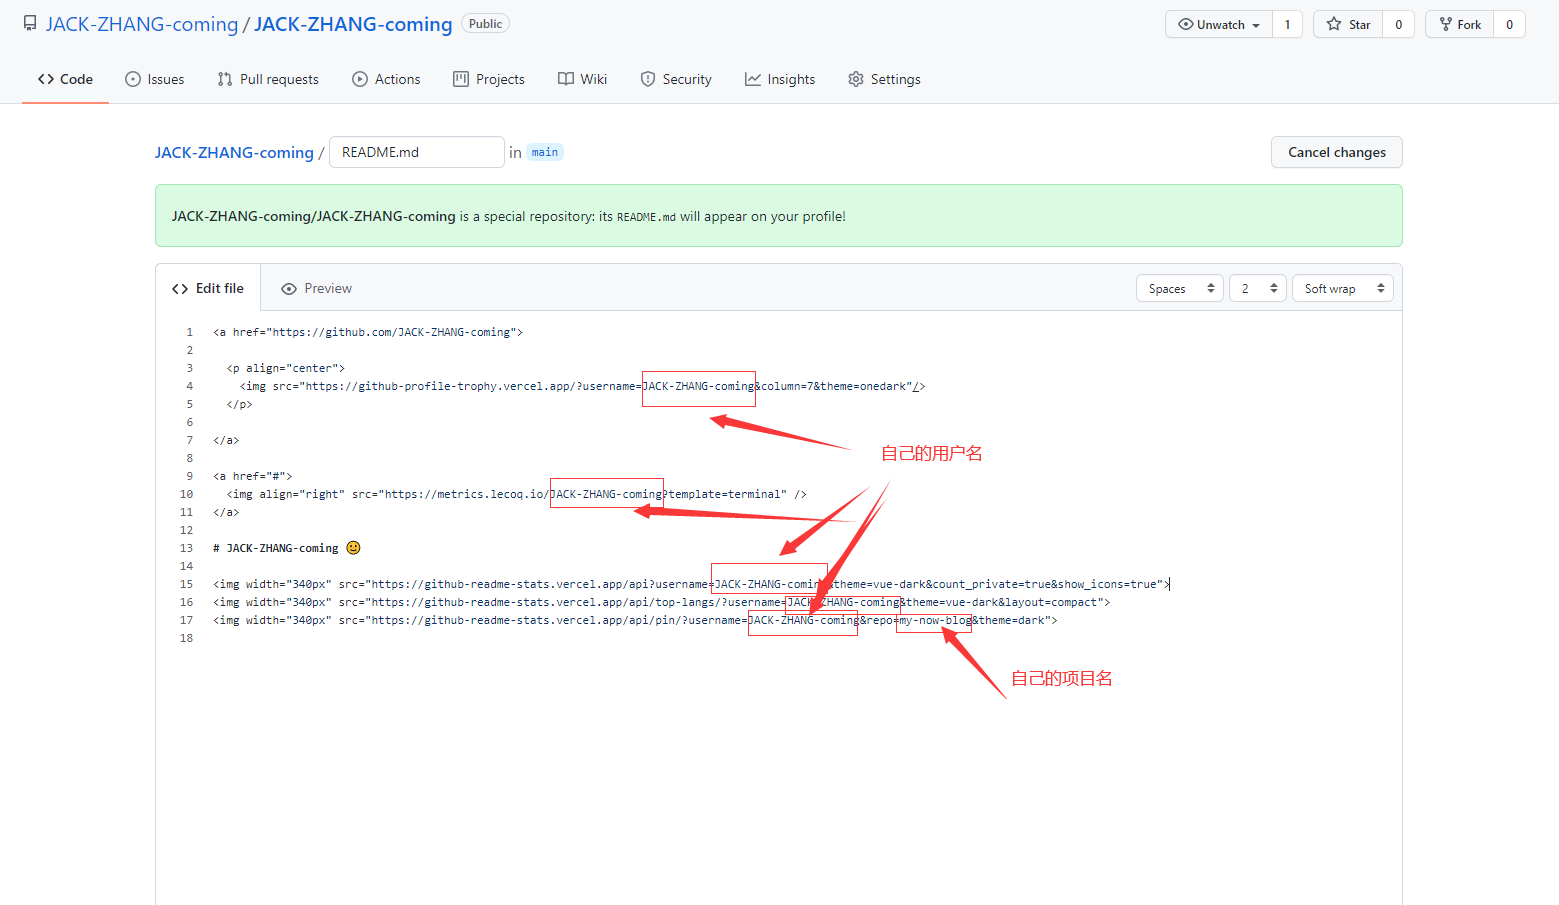 JACK-ZHANG-coming / JACK-ZHANG-coming Public
Unwatch 1 Star 0 Fork 0
Code Issues Pull requests Actions Projects Wiki Security Insights Settings
JACK-ZHANG-coming / README.md in main Cancel changes
JACK-ZHANG-coming/JACK-ZHANG-coming is a special repository: its README.md will appear on your profile!
Edit file Preview Spaces 2 Soft wrap
1 <a href="https://github.com/JACK-ZHANG-coming">
2
3 <p align="center">
4 <img src="https://github-profile-trophy.vercel.app/?username=JACK-ZHANG-coming&column=7&theme=onedark"/>
5 </p>
6
7 </a>
8
自己的用户名
9 <a href="#">
10 <img align="right" src="https://metrics.lecoq.io/JACK-ZHANG-coming?template=terminal" />
11 </a>
12
13 # JACK-ZHANG-coming 🙂
14
15 <img width="340px" src="https://github-readme-stats.vercel.app/api?username=JACK-ZHANG-coming&theme=vue-dark&count_private=true&show_icons=true">
16 <img width="340px" src="https://github-readme-stats.vercel.app/api/top-langs/?username=JACK-ZHANG-coming&theme=vue-dark&layout=compact">
17 <img width="340px" src="https://github-readme-stats.vercel.app/api/pin/?username=JACK-ZHANG-coming&repo=my-now-blog&theme=dark">
18
自己的项目名